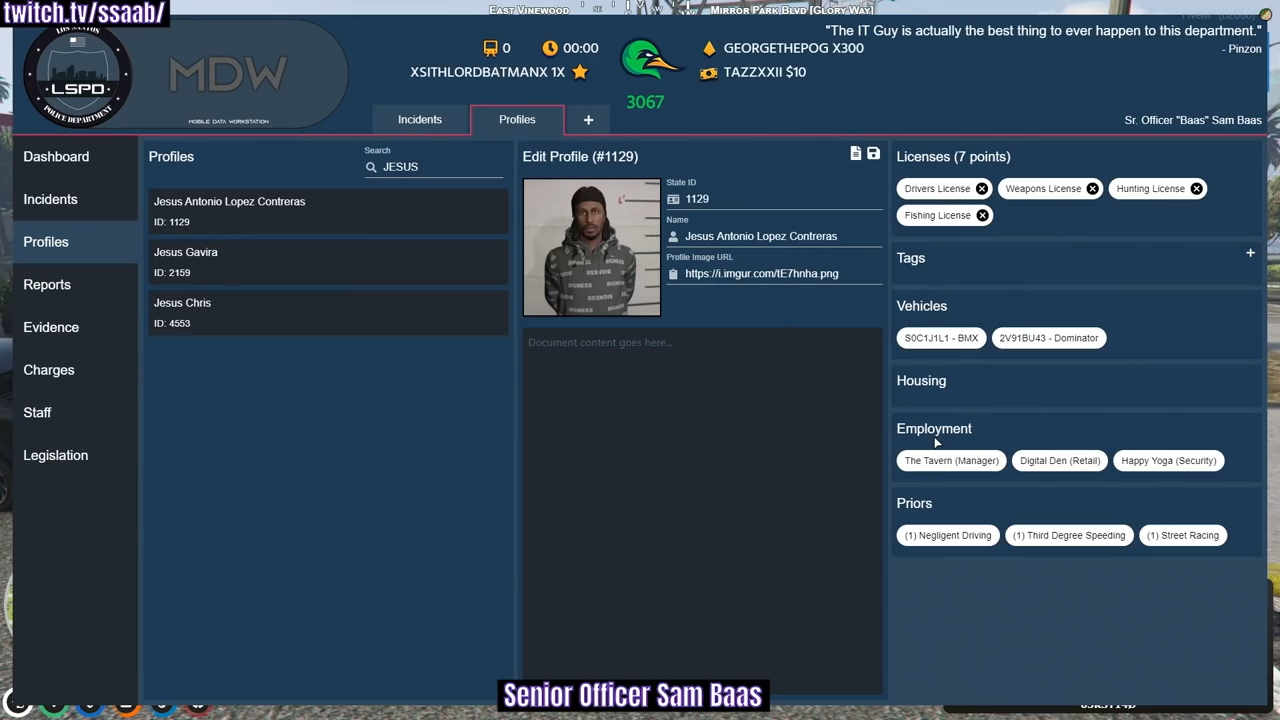 twitch.tv/ssaab/
East Vinewood
Mirror Park Blvd [Glory Way]
LOS SANTOS
LSPD
POLICE DEPARTMENT
MDW
MOBILE DATA WORKSTATION
0
00:00
XSITHLORDBATMANX 1X
3067
GEORGETHEPOG X300
TAZZXXII $10
"The IT Guy is actually the best thing to ever happen to this department."
- Pinzon
Incidents
Profiles
+
Sr. Officer "Baas" Sam Baas
Dashboard
Incidents
Profiles
Reports
Evidence
Charges
Staff
Legislation
Profiles
Search
JESUS
Jesus Antonio Lopez Contreras
ID: 1129
Jesus Gavira
ID: 2159
Jesus Chris
ID: 4553
Edit Profile (#1129)
State ID
1129
Name
Jesus Antonio Lopez Contreras
Profile Image URL
https://i.imgur.com/tE7hnha.png
Document content goes here...
Licenses (7 points)
Drivers License
Weapons License
Hunting License
Fishing License
Tags
+
Vehicles
S0C1J1L1 - BMX
2V91BU43 - Dominator
Housing
Employment
The Tavern (Manager)
Digital Den (Retail)
Happy Yoga (Security)
Priors
(1) Negligent Driving
(1) Third Degree Speeding
(1) Street Racing
Senior Officer Sam Baas